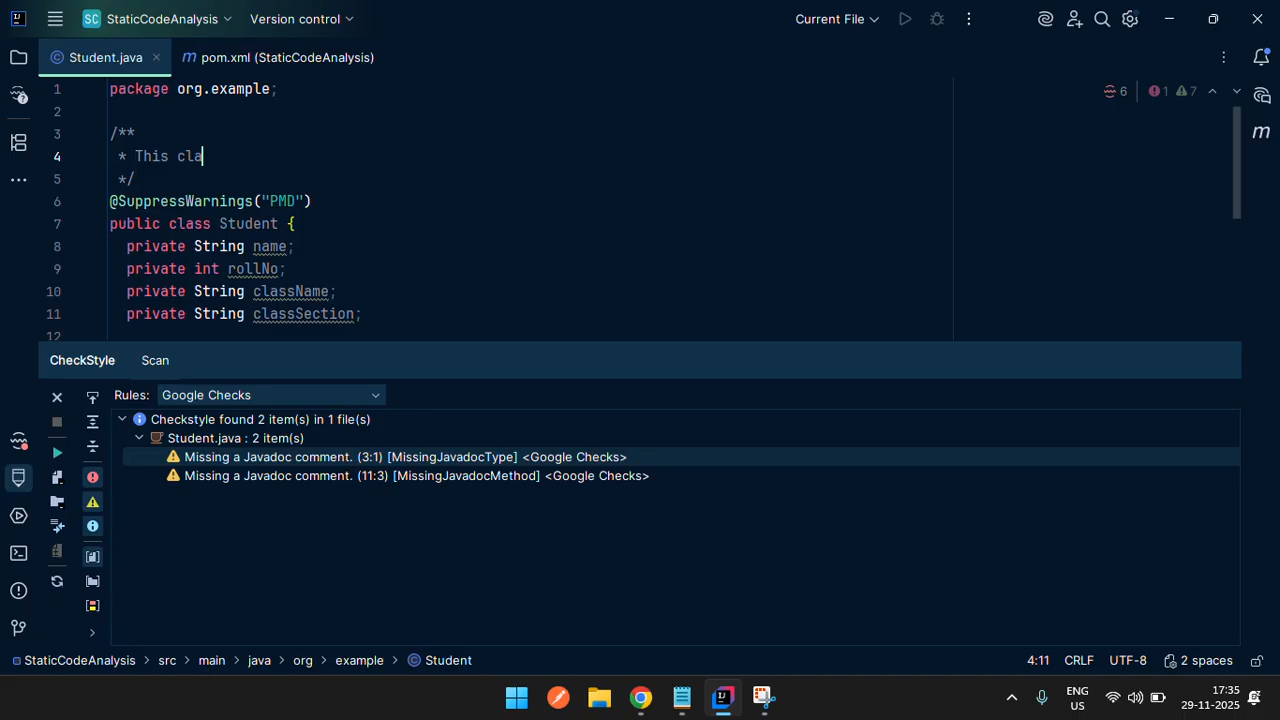 SC StaticCodeAnalysis Version control Current File
Student.java pom.xml (StaticCodeAnalysis)
1 package org.example; 6 1 7
2
3 /**
4  * This cla
5  */
6 @SuppressWarnings("PMD")
7 public class Student {
8 private String name;
9 private int rollNo;
10 private String className;
11 private String classSection;
12
CheckStyle Scan
Rules: Google Checks
Checkstyle found 2 item(s) in 1 file(s)
Student.java : 2 item(s)
Missing a Javadoc comment. (3:1) [MissingJavadocType] <Google Checks>
Missing a Javadoc comment. (11:3) [MissingJavadocMethod] <Google Checks>
StaticCodeAnalysis > src > main > java > org > example > Student 4:11 CRLF UTF-8 2 spaces
ENG 17:35
US 29-11-2025